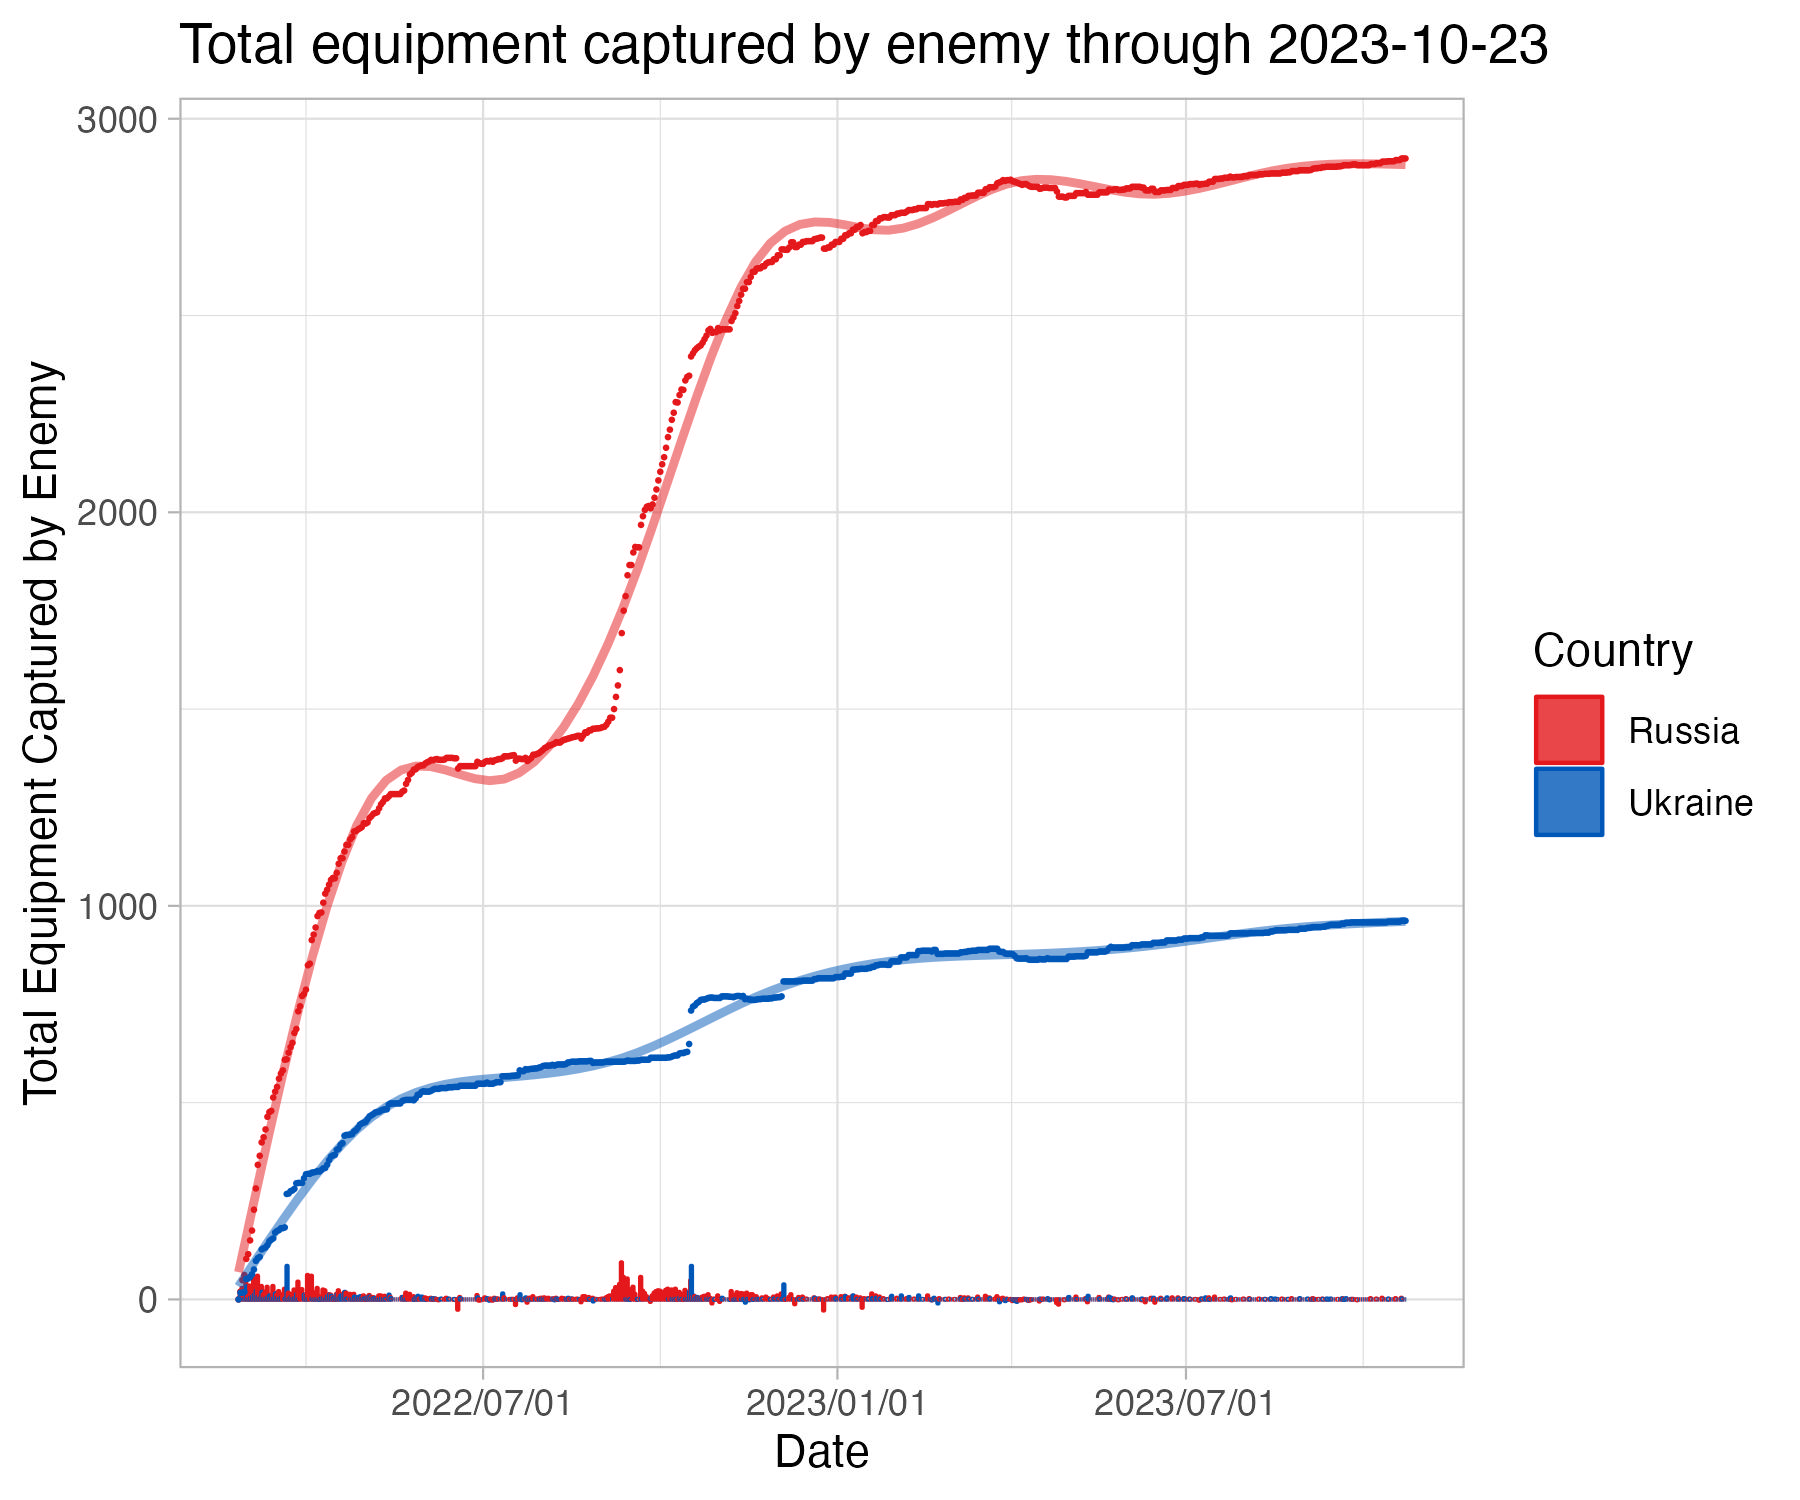 Total equipment captured by enemy through 2023-10-23
Total Equipment Captured by Enemy
3000
2000
1000
0
2022/07/01
2023/01/01
2023/07/01
Date
Country
Russia
Ukraine